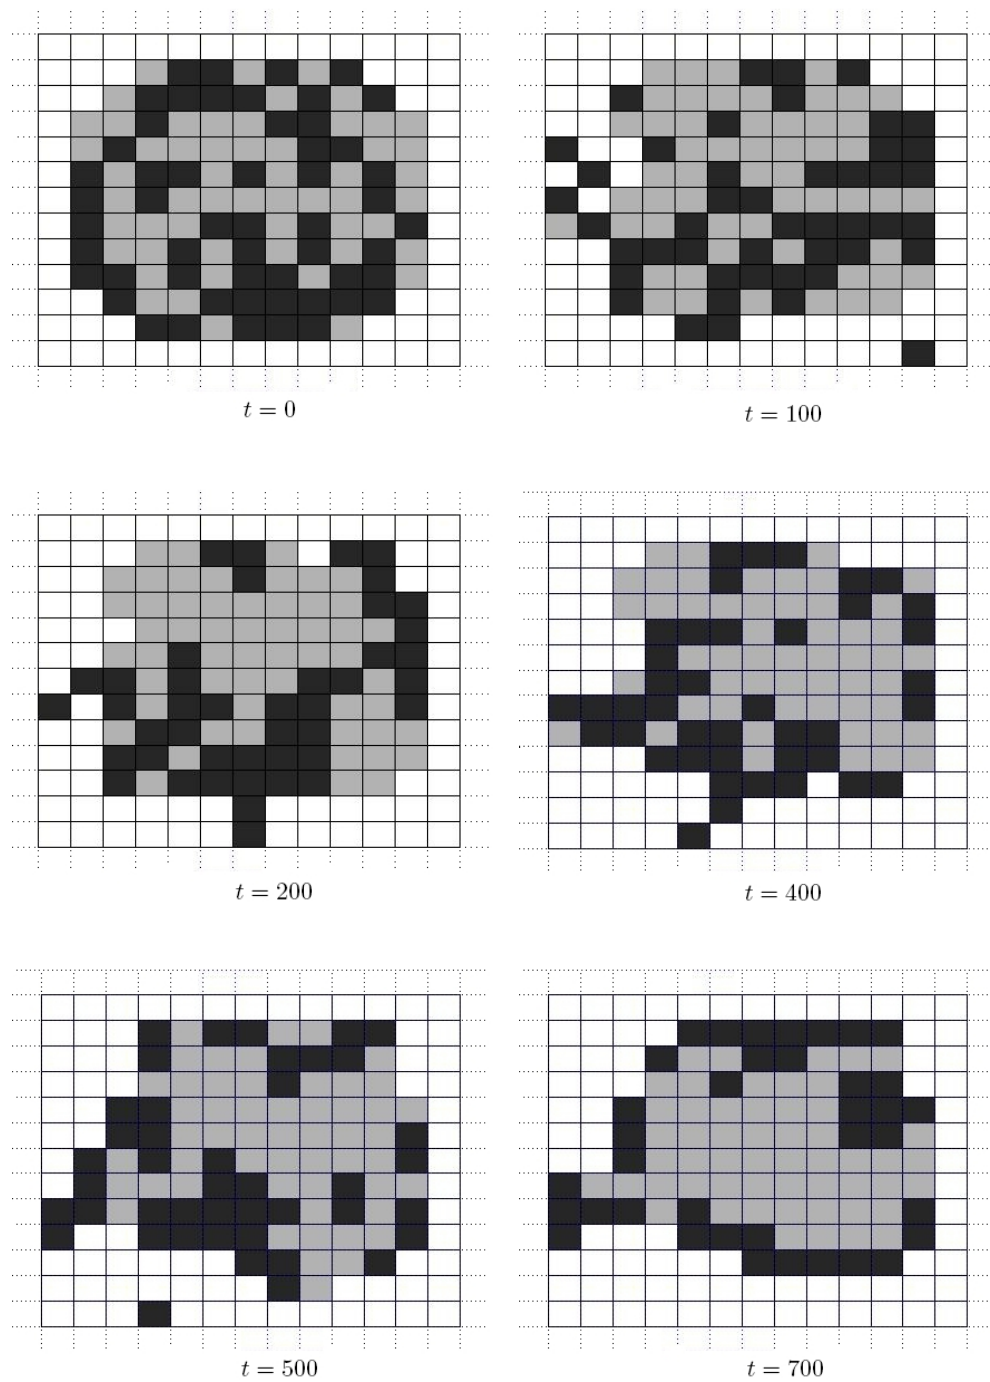 t = 0
t = 100
t = 200
t = 400
t = 500
t = 700